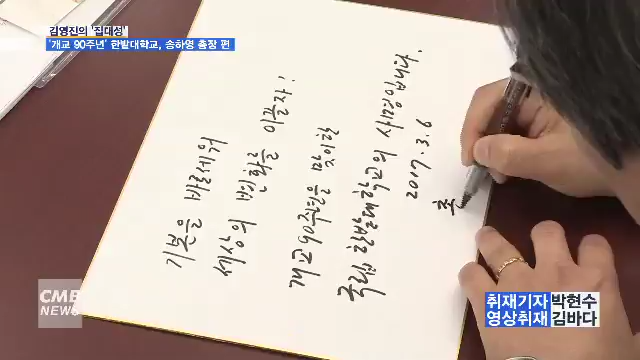 김영진의 '집대성'
'개교 90주년' 한밭대학교, 송하영 총장 편
기본을 바로세워
세상의 변화를 이끌자!
개교90주년을 맞이한
국립 한밭대학교의 사명입니다.
2017.3.6
총
CMB
NEWS
취재기자 박현수
영상취재 김바다